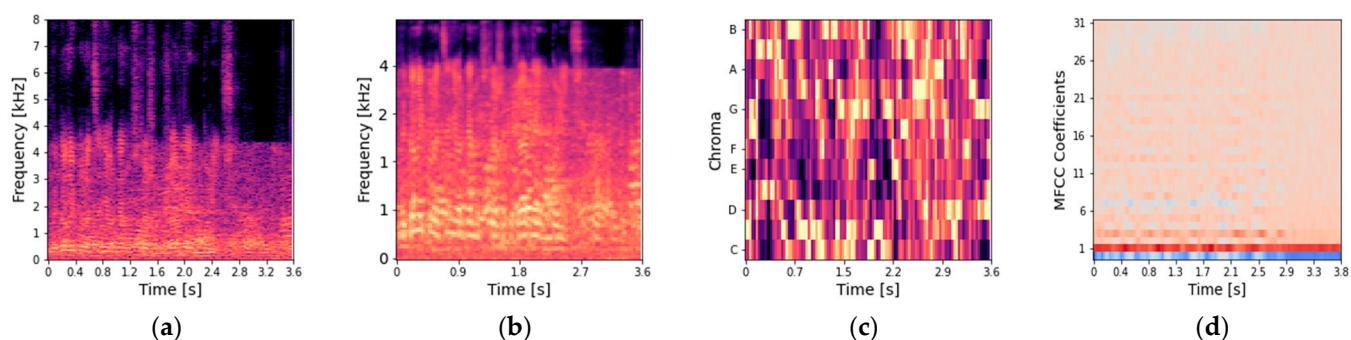 Frequency [kHz]
8
7
6
5
4
3
2
1
0
0 0.4 0.8 1.2 1.6 2.0 2.4 2.8 3.2 3.6
Time [s]
(a)
Frequency [kHz]
4
2
1
1
0
0 0.9 1.8 2.7 3.6
Time [s]
(b)
Chroma
B
A
G
F
E
D
C
0 0.7 1.5 2.2 2.9 3.6
Time [s]
(c)
MFCC Coefficients
31
26
21
16
11
6
1
0 0.4 0.8 1.3 1.7 2.1 2.5 2.9 3.3 3.8
Time [s]
(d)